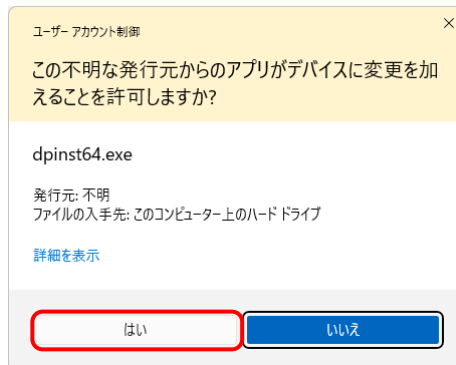 ユーザー アカウント制御
この不明な発行元からのアプリがデバイスに変更を加
えることを許可しますか?
dpinst64.exe
発行元: 不明
ファイルの入手先: このコンピューター上のハード ドライブ
詳細を表示
はい
いいえ